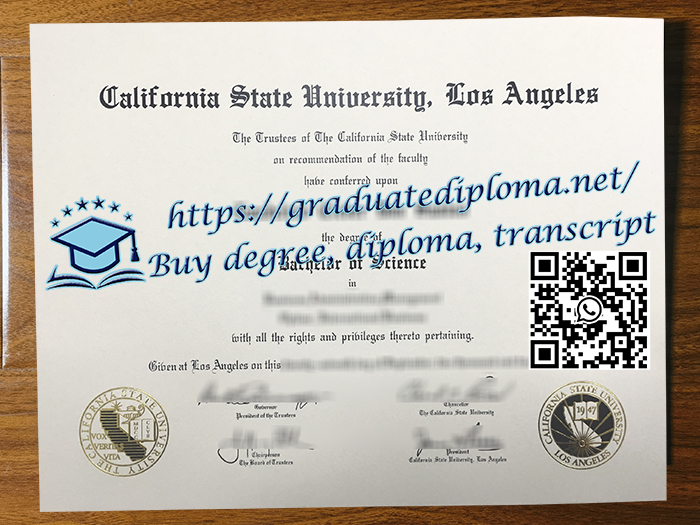 California State University, Los Angeles
The Trustees of The California State University
on recommendation of the faculty
have conferred upon
https://graduatediploma.net/
the degree of
Buy degree, diploma, transcript
Bachelor of Science
in
with all the rights and privileges thereto pertaining.
Given at Los Angeles on this
Governor
President of the Trustees
Chancellor
The California State University
Chairperson
The Board of Trustees
President
California State University, Los Angeles
CALIFORNIA STATE UNIVERSITY
VOX
VERITAS
VITA
CALIFORNIA STATE UNIVERSITY
1947
LOS ANGELES